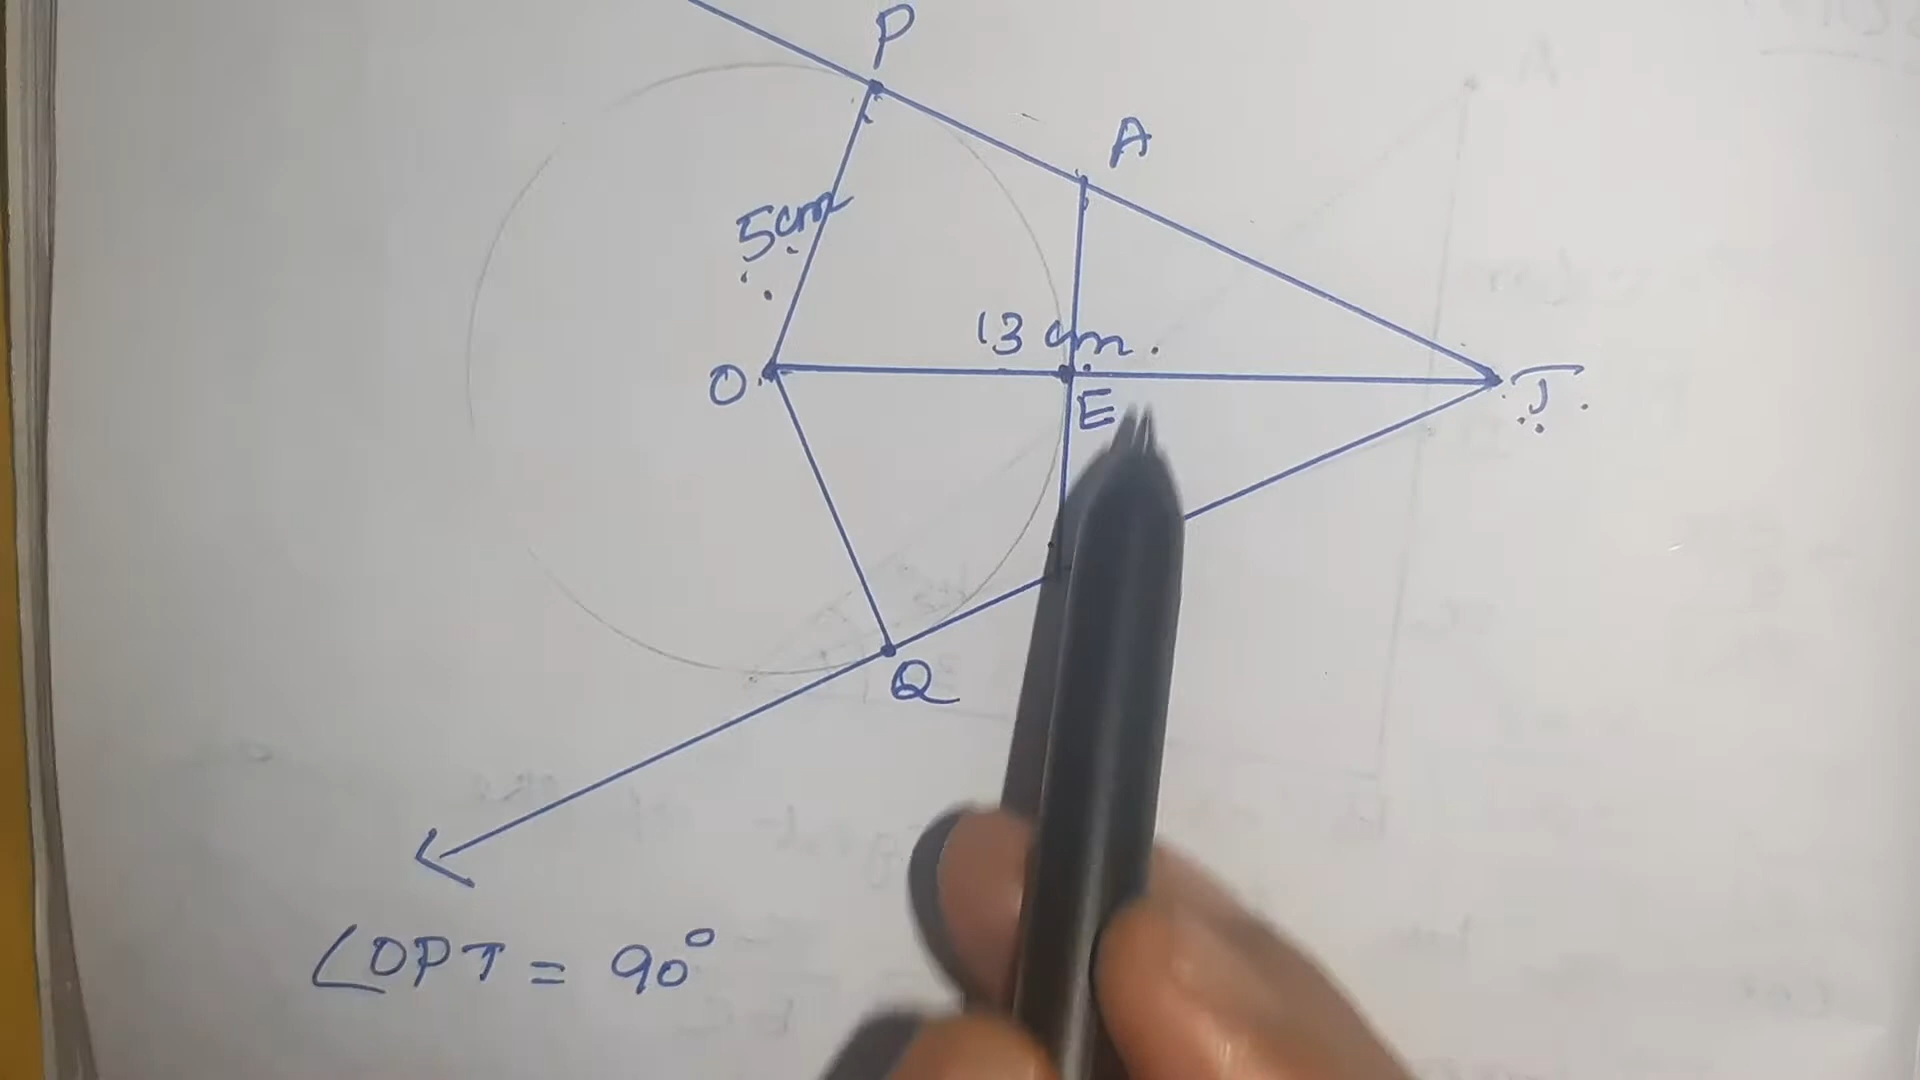 P
A
5cm
13 cm.
O
E
T
Q
∠OPT = 90°